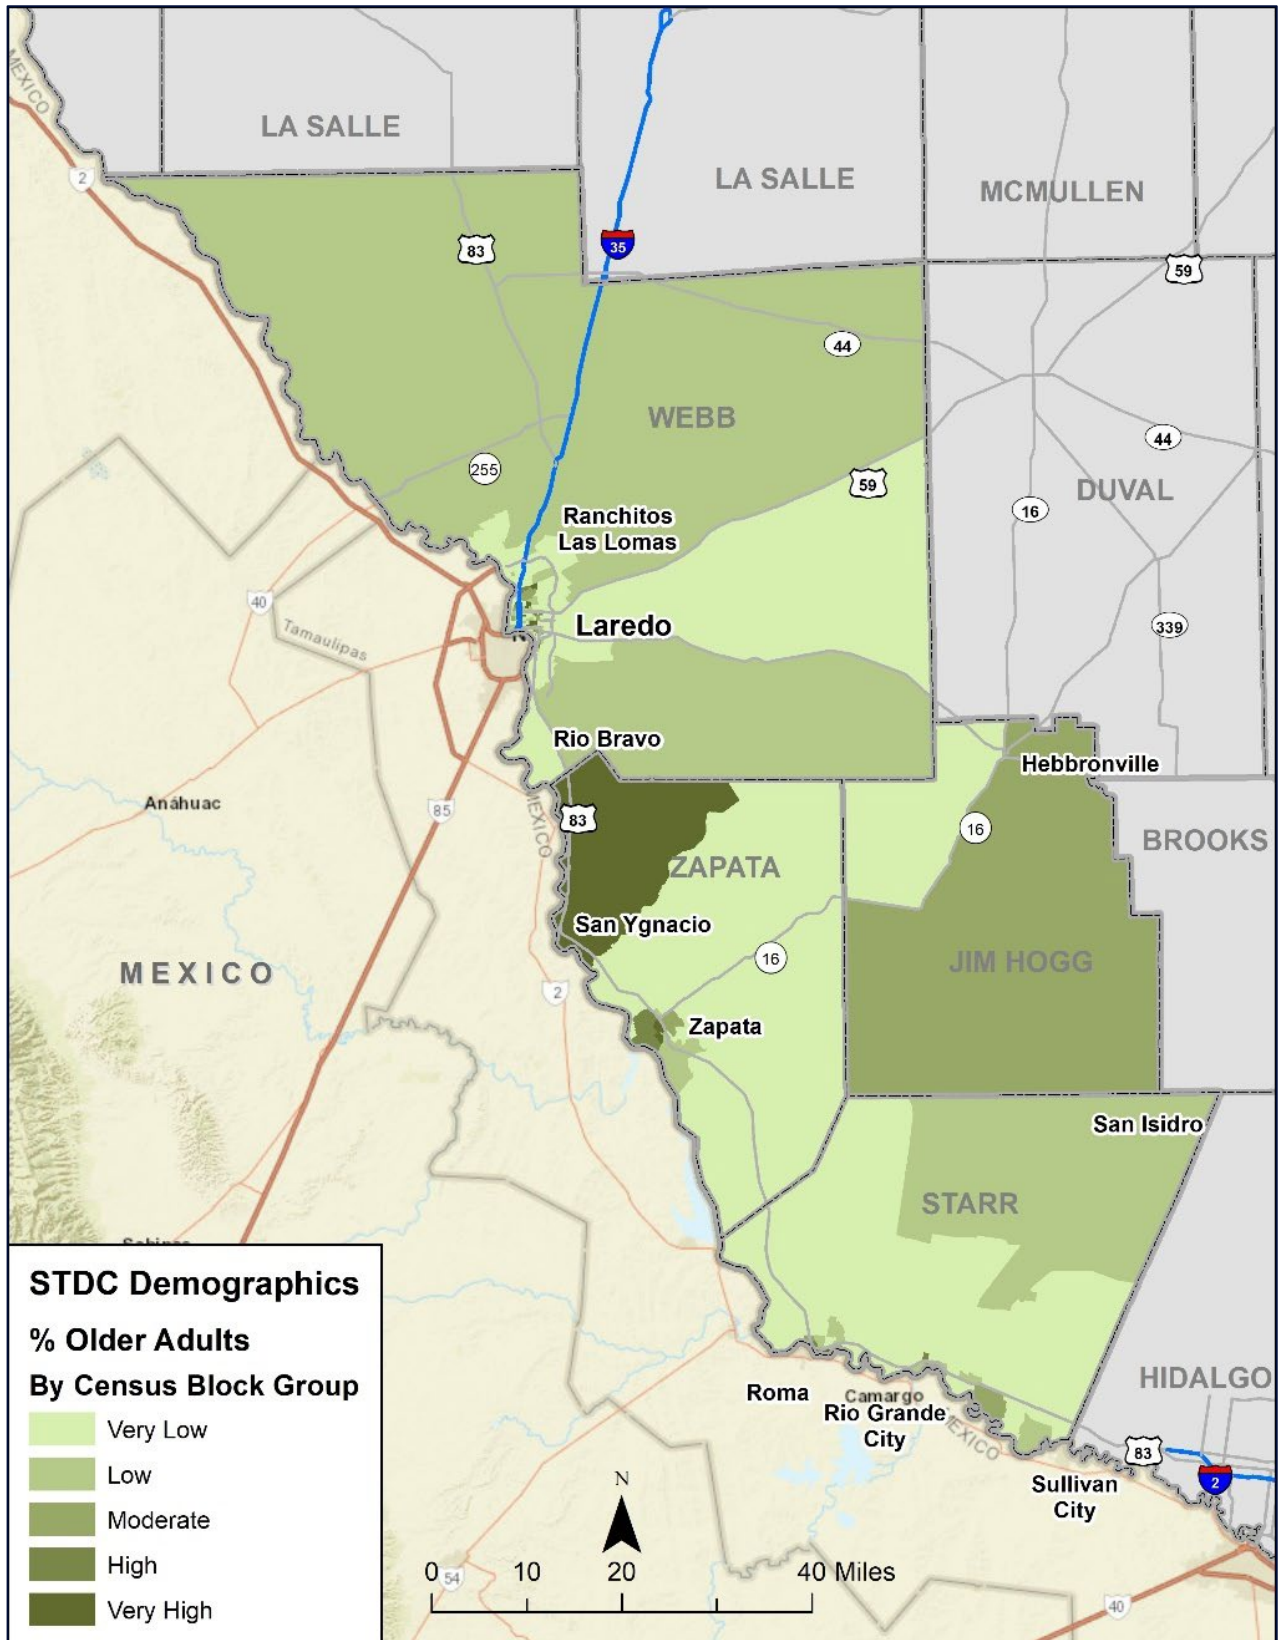 MEXICO
LA SALLE
LA SALLE
MCMULLEN
2
83
35
59
44
WEBB
44
255
59
DUVAL
16
Ranchitos
Las Lomas
40
Tamaulipas
Laredo
339
Rio Bravo
Hebbronville
Anáhuac
85
MEXICO
83
16
BROOKS
ZAPATA
San Ygnacio
16
JIM HOGG
MEXICO
2
Zapata
San Isidro
STARR
STDC Demographics
% Older Adults
By Census Block Group
Very Low
Low
Moderate
High
Very High
HIDALGO
Roma
Camargo
Rio Grande
City
MEXICO
83
2
Sullivan
City
N
0 10 20 40 Miles
54
40